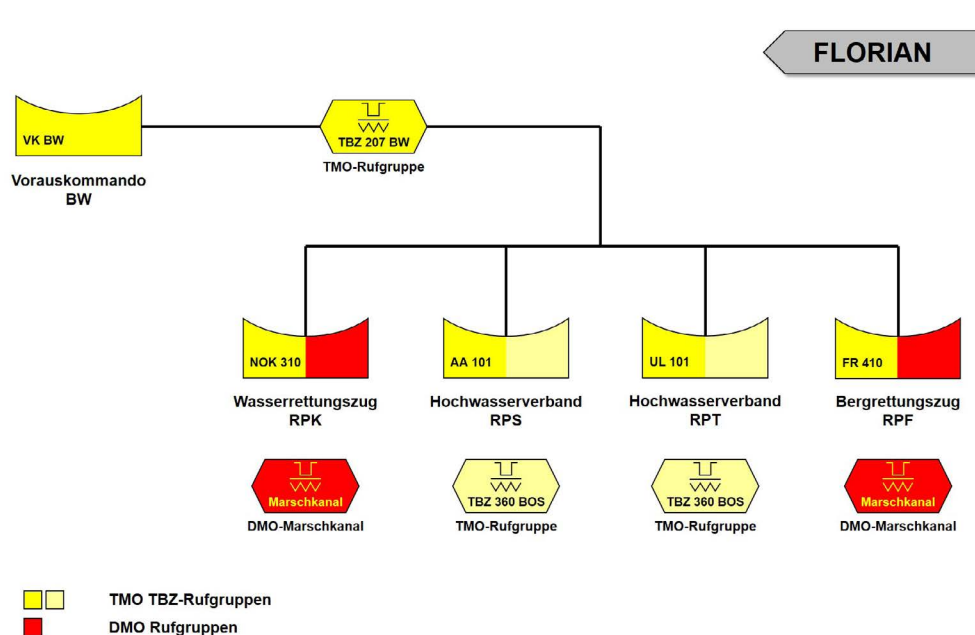 FLORIAN
VK BW
TBZ 207 BW
Vorauskommando
BW
TMO-Rufgruppe
NOK 310
AA 101
UL 101
FR 410
Wasserrettungszug
RPK
Hochwasserverband
RPS
Hochwasserverband
RPT
Bergrettungszug
RPF
Marschkanal
TBZ 360 BOS
TBZ 360 BOS
Marschkanal
DMO-Marschkanal
TMO-Rufgruppe
TMO-Rufgruppe
DMO-Marschkanal
TMO TBZ-Rufgruppen
DMO Rufgruppen